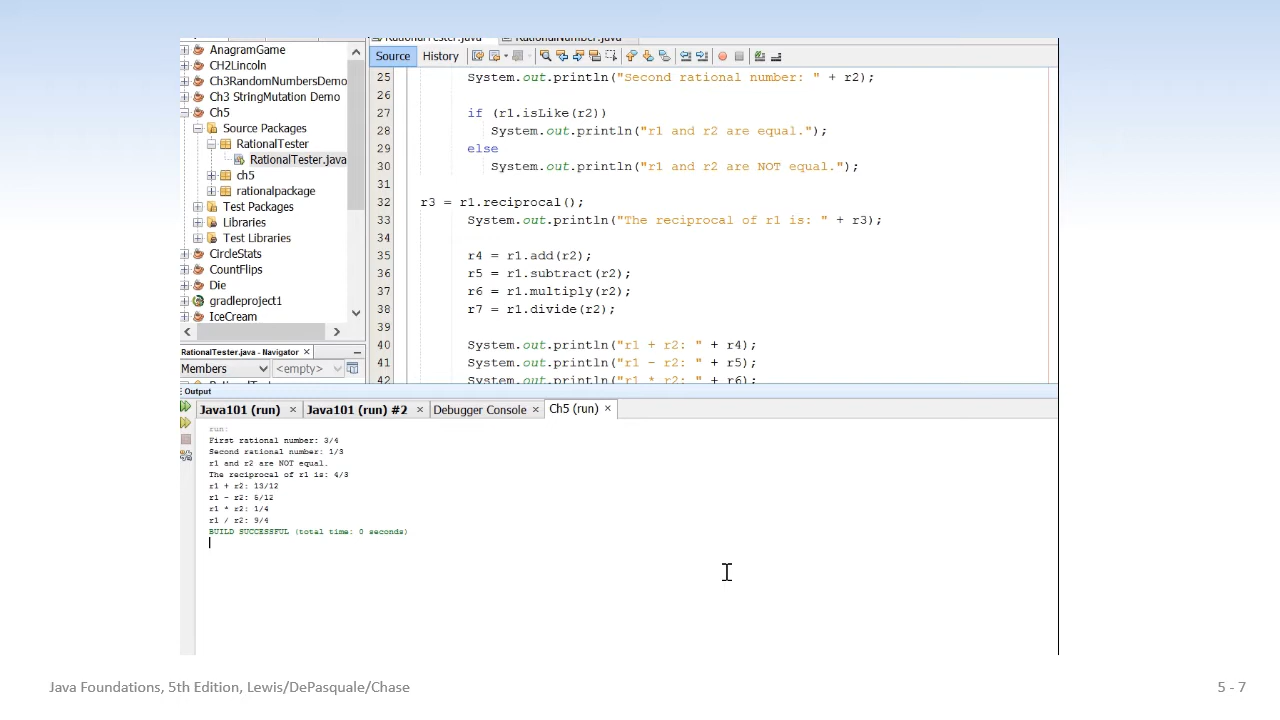 AnagramGame
CH2Lincoln
Ch3RandomNumbersDemo
Ch3 StringMutation Demo
Ch5
Source Packages
RationalTester
RationalTester.java
ch5
rationalpackage
Test Packages
Libraries
Test Libraries
CircleStats
CountFlips
Die
gradleproject1
IceCream
RationalTester.java - Navigator
Members
<empty>
Source History
25 System.out.println("Second rational number: " + r2);
26
27 if (r1.isLike(r2))
28 System.out.println("r1 and r2 are equal.");
29 else
30 System.out.println("r1 and r2 are NOT equal.");
31
32 r3 = r1.reciprocal();
33 System.out.println("The reciprocal of r1 is: " + r3);
34
35 r4 = r1.add(r2);
36 r5 = r1.subtract(r2);
37 r6 = r1.multiply(r2);
38 r7 = r1.divide(r2);
39
40 System.out.println("r1 + r2: " + r4);
41 System.out.println("r1 - r2: " + r5);
42 System.out.println("r1 * r2: " + r6);
Output
Java101 (run) Java101 (run) #2 Debugger Console Ch5 (run)
run:
First rational number: 3/4
Second rational number: 1/3
r1 and r2 are NOT equal.
The reciprocal of r1 is: 4/3
r1 + r2: 13/12
r1 - r2: 5/12
r1 * r2: 1/4
r1 / r2: 9/4
BUILD SUCCESSFUL (total time: 0 seconds)
Java Foundations, 5th Edition, Lewis/DePasquale/Chase
5 - 7